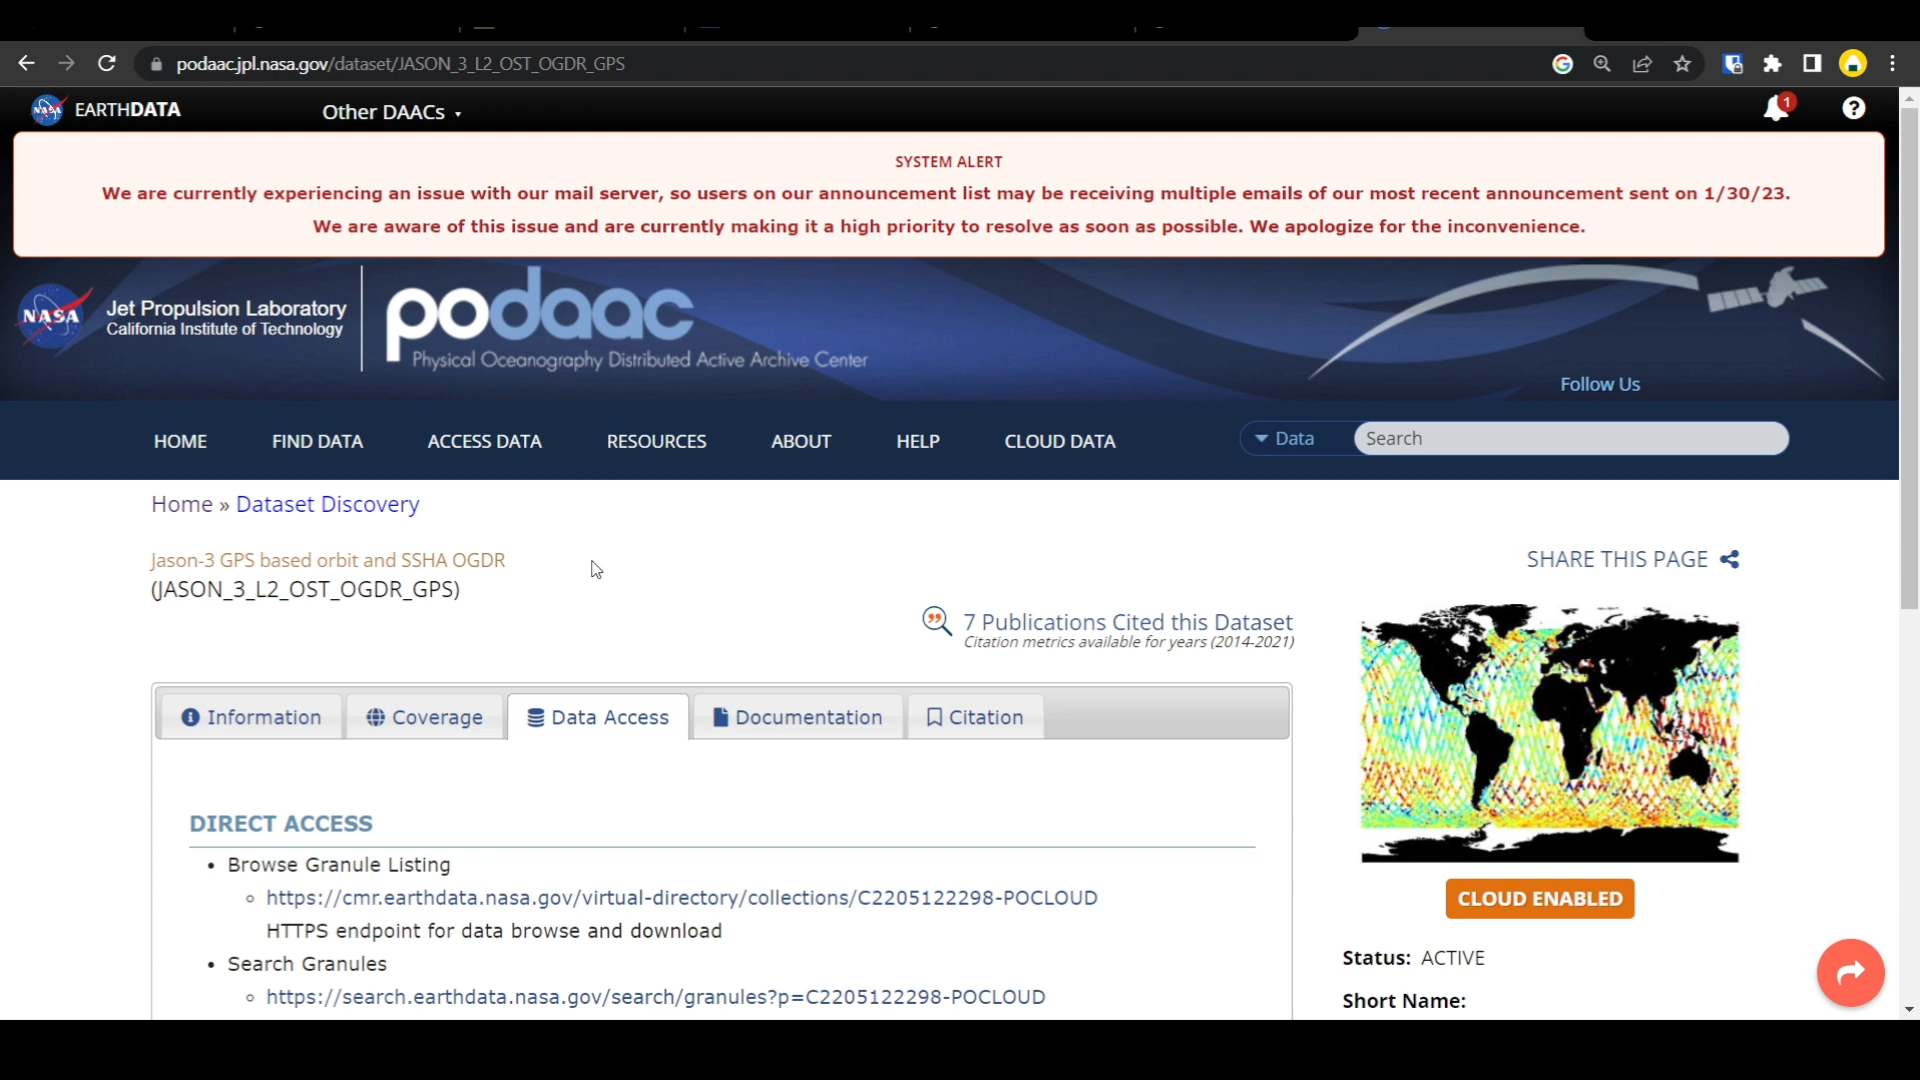 podaac.jpl.nasa.gov/dataset/JASON_3_L2_OST_OGDR_GPS
NASA EARTHDATA
Other DAACs
1
?
SYSTEM ALERT
We are currently experiencing an issue with our mail server, so users on our announcement list may be receiving multiple emails of our most recent announcement sent on 1/30/23.
We are aware of this issue and are currently making it a high priority to resolve as soon as possible. We apologize for the inconvenience.
NASA
Jet Propulsion Laboratory
California Institute of Technology
podaac
Physical Oceanography Distributed Active Archive Center
Follow Us
HOME FIND DATA ACCESS DATA RESOURCES ABOUT HELP CLOUD DATA
Data
Search
Home » Dataset Discovery
Jason-3 GPS based orbit and SSHA OGDR
(JASON_3_L2_OST_OGDR_GPS)
SHARE THIS PAGE
7 Publications Cited this Dataset
Citation metrics available for years (2014-2021)
Information Coverage Data Access Documentation Citation
DIRECT ACCESS
• Browse Granule Listing
https://cmr.earthdata.nasa.gov/virtual-directory/collections/C2205122298-POCLOUD
HTTPS endpoint for data browse and download
• Search Granules
https://search.earthdata.nasa.gov/search/granules?p=C2205122298-POCLOUD
CLOUD ENABLED
Status: ACTIVE
Short Name: